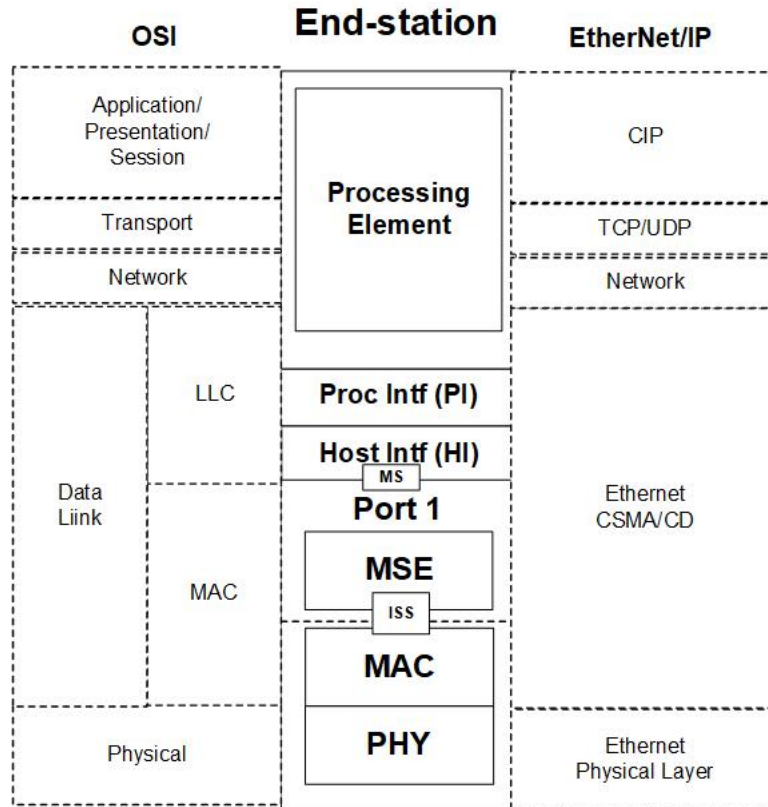 OSI
End-station
EtherNet/IP
Application/
Presentation/
Session
Transport
Network
Data
Liink
LLC
MAC
Physical
Processing
Element
Proc Intf (PI)
Host Intf (HI)
MS
Port 1
MSE
ISS
MAC
PHY
CIP
TCP/UDP
Network
Ethernet
CSMA/CD
Ethernet
Physical Layer